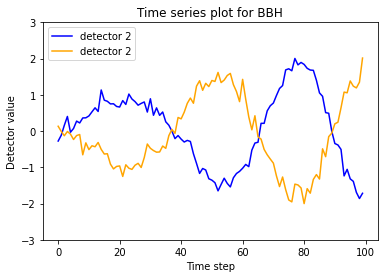 Time series plot for BBH
detector 2
detector 2
3
2
1
0
−1
−2
−3
Detector value
0
20
40
60
80
100
Time step